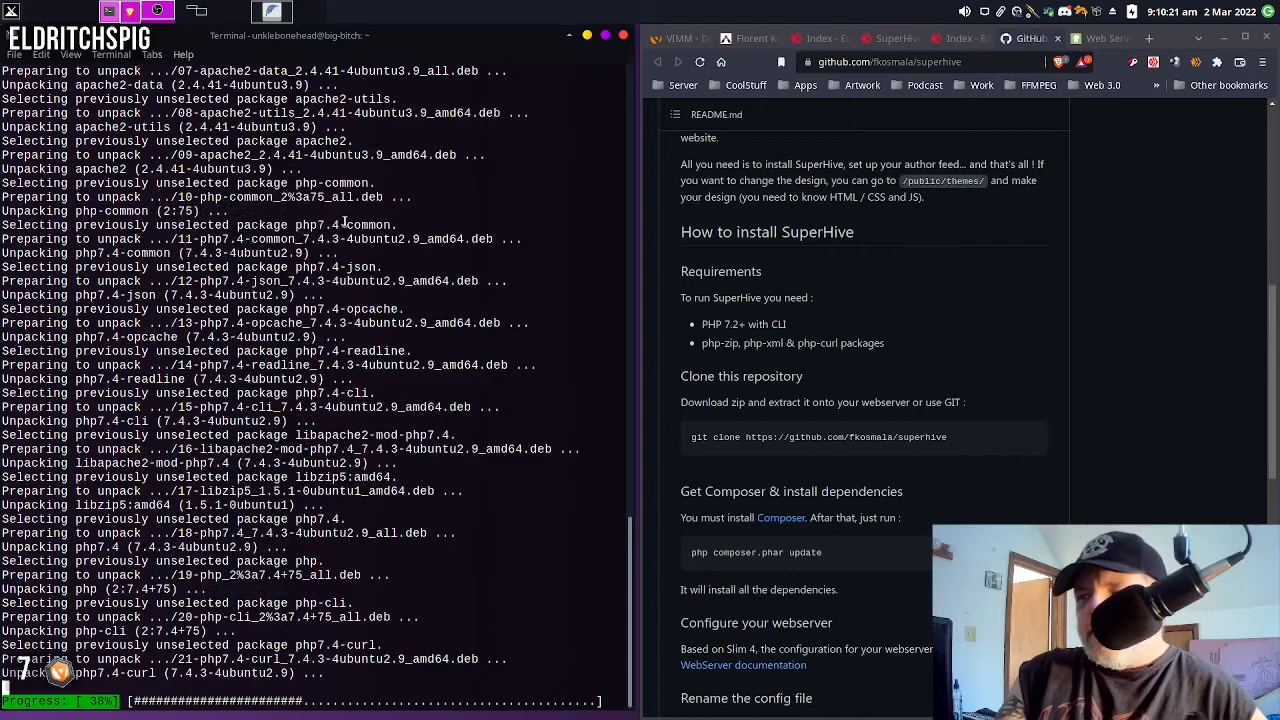 9:10:21 am 2 Mar 2022
ELDRITCHSPIG
Terminal - unklebonehead@big-bitch: ~
File Edit View Terminal Tabs Help
Preparing to unpack .../07-apache2-data_2.4.41-4ubuntu3.9_all.deb ...
Unpacking apache2-data (2.4.41-4ubuntu3.9) ...
Selecting previously unselected package apache2-utils.
Preparing to unpack .../08-apache2-utils_2.4.41-4ubuntu3.9_amd64.deb ...
Unpacking apache2-utils (2.4.41-4ubuntu3.9) ...
Selecting previously unselected package apache2.
Preparing to unpack .../09-apache2_2.4.41-4ubuntu3.9_amd64.deb ...
Unpacking apache2 (2.4.41-4ubuntu3.9) ...
Selecting previously unselected package php-common.
Preparing to unpack .../10-php-common_2%3a75_all.deb ...
Unpacking php-common (2:75) ...
Selecting previously unselected package php7.4-common.
Preparing to unpack .../11-php7.4-common_7.4.3-4ubuntu2.9_amd64.deb ...
Unpacking php7.4-common (7.4.3-4ubuntu2.9) ...
Selecting previously unselected package php7.4-json.
Preparing to unpack .../12-php7.4-json_7.4.3-4ubuntu2.9_amd64.deb ...
Unpacking php7.4-json (7.4.3-4ubuntu2.9) ...
Selecting previously unselected package php7.4-opcache.
Preparing to unpack .../13-php7.4-opcache_7.4.3-4ubuntu2.9_amd64.deb ...
Unpacking php7.4-opcache (7.4.3-4ubuntu2.9) ...
Selecting previously unselected package php7.4-readline.
Preparing to unpack .../14-php7.4-readline_7.4.3-4ubuntu2.9_amd64.deb ...
Unpacking php7.4-readline (7.4.3-4ubuntu2.9) ...
Selecting previously unselected package php7.4-cli.
Preparing to unpack .../15-php7.4-cli_7.4.3-4ubuntu2.9_amd64.deb ...
Unpacking php7.4-cli (7.4.3-4ubuntu2.9) ...
Selecting previously unselected package libapache2-mod-php7.4.
Preparing to unpack .../16-libapache2-mod-php7.4_7.4.3-4ubuntu2.9_amd64.deb ...
Unpacking libapache2-mod-php7.4 (7.4.3-4ubuntu2.9) ...
Selecting previously unselected package libzip5:amd64.
Preparing to unpack .../17-libzip5_1.5.1-0ubuntu1_amd64.deb ...
Unpacking libzip5:amd64 (1.5.1-0ubuntu1) ...
Selecting previously unselected package php7.4.
Preparing to unpack .../18-php7.4_7.4.3-4ubuntu2.9_all.deb ...
Unpacking php7.4 (7.4.3-4ubuntu2.9) ...
Selecting previously unselected package php.
Preparing to unpack .../19-php_2%3a7.4+75_all.deb ...
Unpacking php (2:7.4+75) ...
Selecting previously unselected package php-cli.
Preparing to unpack .../20-php-cli_2%3a7.4+75_all.deb ...
Unpacking php-cli (2:7.4+75) ...
Selecting previously unselected package php7.4-curl.
Preparing to unpack .../21-php7.4-curl_7.4.3-4ubuntu2.9_amd64.deb ...
Unpack php7.4-curl (7.4.3-4ubuntu2.9) ...
7
Progress: [ 38%] [#######################........................................]
VIMM - D Florent Ko Index - Es SuperHive Index - Es GitHub Web Serve
github.com/fkosmala/superhive
Server CoolStuff Apps Artwork Podcast Work FFMPEG Web 3.0 » Other bookmarks
README.md
website.
All you need is to install SuperHive, set up your author feed... and that's all ! If
you want to change the design, you can go to /public/themes/ and make
your design (you need to know HTML / CSS and JS).
How to install SuperHive
Requirements
To run SuperHive you need :
PHP 7.2+ with CLI
php-zip, php-xml & php-curl packages
Clone this repository
Download zip and extract it onto your webserver or use GIT :
git clone https://github.com/fkosmala/superhive
Get Composer & install dependencies
You must install Composer. Aftar that, just run :
php composer.phar update
It will install all the dependencies.
Configure your webserver
Based on Slim 4, the configuration for your webserver
WebServer documentation
Rename the config file